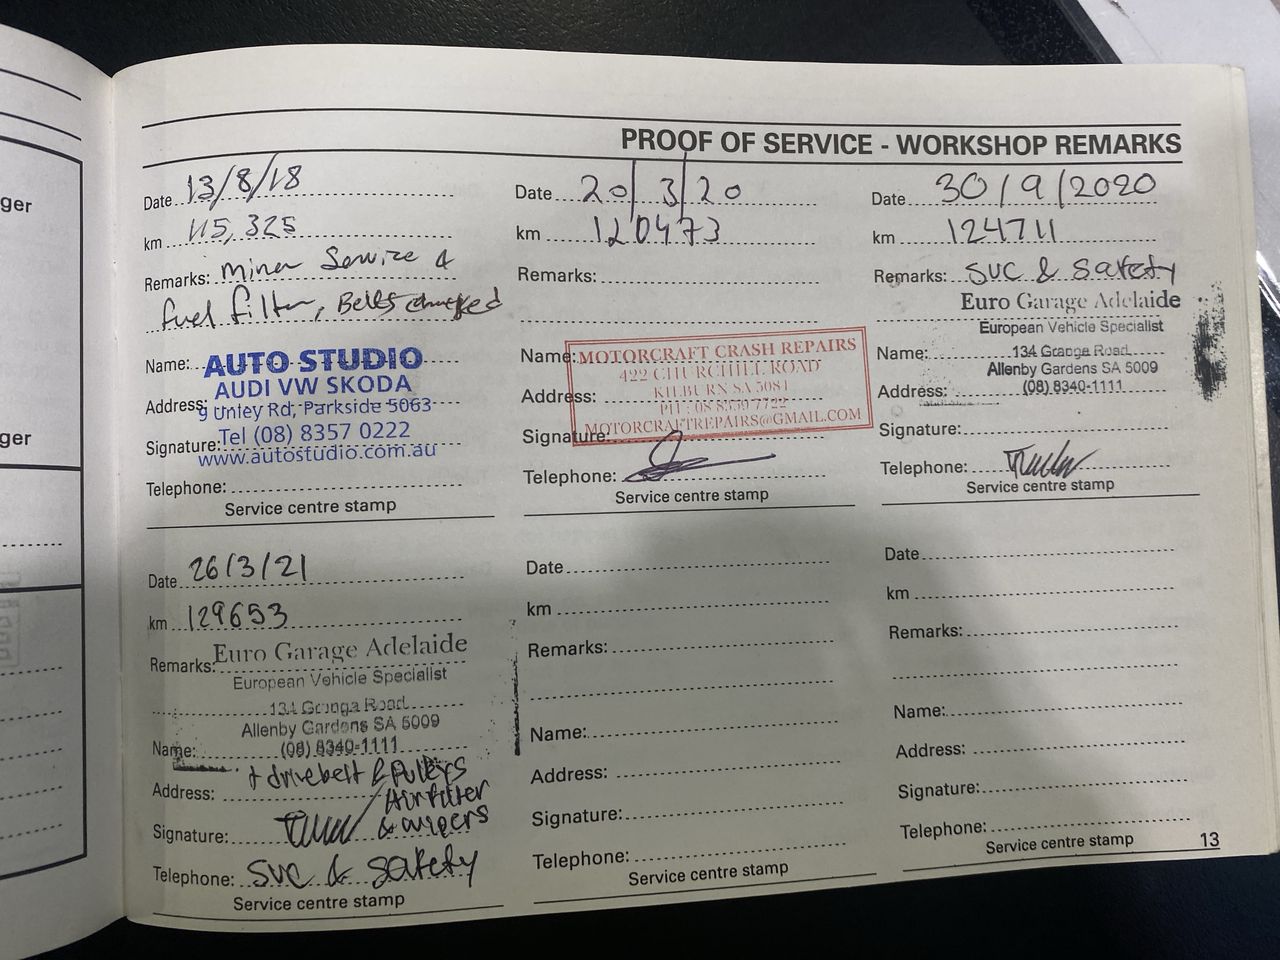 ger
ger
PROOF OF SERVICE - WORKSHOP REMARKS
Date 13/8/18
km 115,325
Remarks: Minor Service &
fuel filter, Belts
Name:
Address:
Signature:
Telephone:
AUTO STUDIO
AUDI VW SKODA
9 Unley Rd, Parkside 5063
Tel (08) 8357 0222
www.autostudio.com.au
Service centre stamp
Date 20/3/20
km 120473
Remarks:
Name:
Address:
Signature:
Telephone:
MOTORCRAFT CRASH REPAIRS
422 CHURCHILL ROAD
KILBURN SA 5084
PH: 08 8359 7722
MOTORCRAFTREPAIRS@GMAIL.COM
Service centre stamp
Date 30/9/2020
km 124711
Remarks: SVC & Safety
Euro Garage Adelaide
European Vehicle Specialist
134 Grange Road
Allenby Gardens SA 5009
(08) 8340-1111
Name:
Address:
Signature:
Telephone:
Service centre stamp
Date 26/3/21
km 129653
Remarks:
Euro Garage Adelaide
European Vehicle Specialist
134 Grange Road
Allenby Gardens SA 5009
(08) 8340-1111
Name:
+ drivebelt & Pulleys
Address:
Air filter
Signature:
& wipers
Telephone: SVC & Safety
Service centre stamp
Date
km
Remarks:
Name:
Address:
Signature:
Telephone:
Service centre stamp
Date
km
Remarks:
Name:
Address:
Signature:
Telephone:
Service centre stamp
13